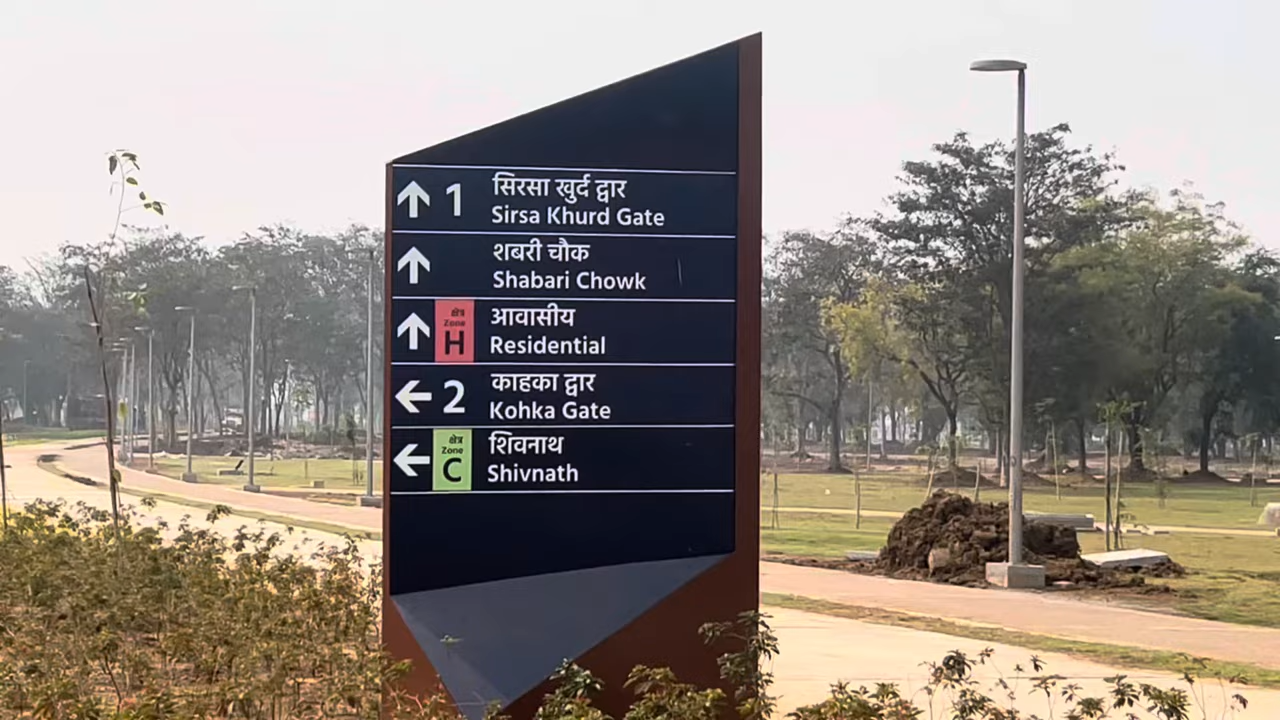 1 सिरसा खुर्द द्वार
Sirsa Khurd Gate
शबरी चौक
Shabari Chowk
क्षेत्र
Zone
H
आवासीय
Residential
2 काहका द्वार
Kohka Gate
क्षेत्र
Zone
C
शिवनाथ
Shivnath